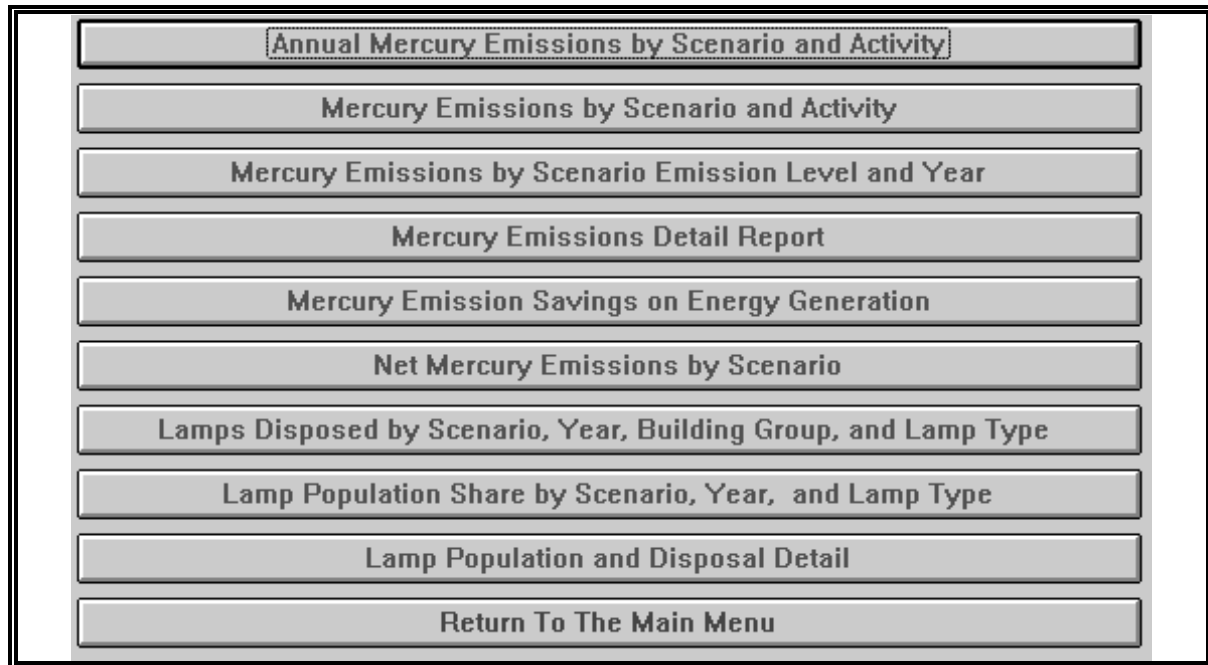 Annual Mercury Emissions by Scenario and Activity
Mercury Emissions by Scenario and Activity
Mercury Emissions by Scenario Emission Level and Year
Mercury Emissions Detail Report
Mercury Emission Savings on Energy Generation
Net Mercury Emissions by Scenario
Lamps Disposed by Scenario, Year, Building Group, and Lamp Type
Lamp Population Share by Scenario, Year, and Lamp Type
Lamp Population and Disposal Detail
Return To The Main Menu